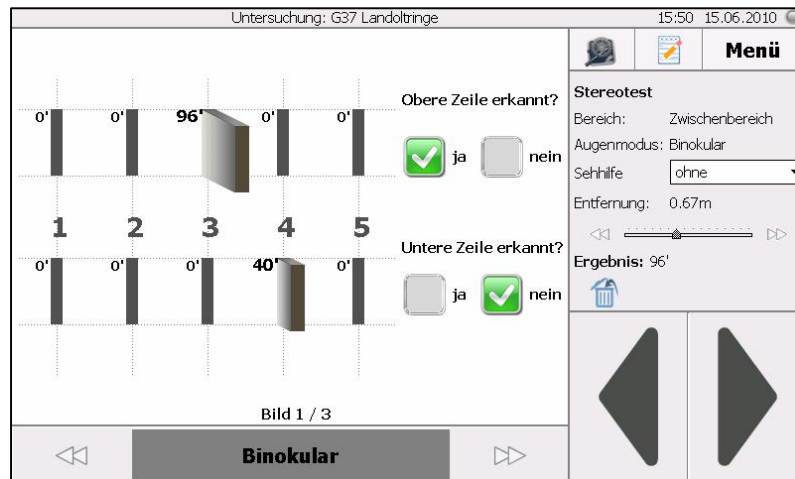 Untersuchung: G37 Landoltringe
15:50 15.06.2010
Menü
Obere Zeile erkannt?
0' 0' 96' 0' 0'
ja nein
1 2 3 4 5
Untere Zeile erkannt?
0' 0' 0' 40' 0'
ja nein
Bild 1 / 3
Binokular
Stereotest
Bereich: Zwischenbereich
Augenmodus: Binokular
Sehhilfe ohne
Entfernung: 0.67m
Ergebnis: 96'